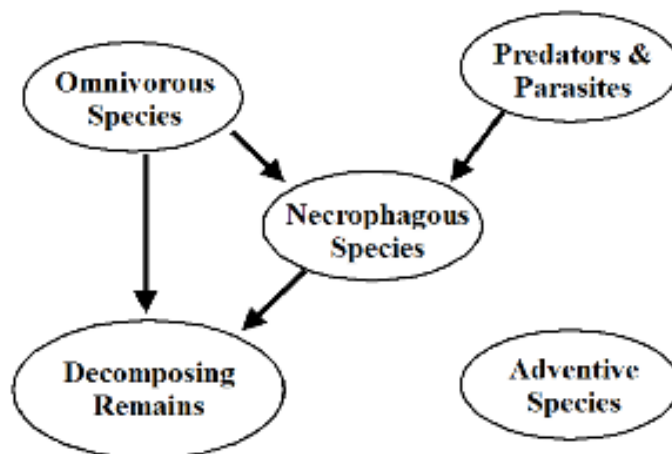 Omnivorous
Species
Predators &
Parasites
Necrophagous
Species
Decomposing
Remains
Adventive
Species